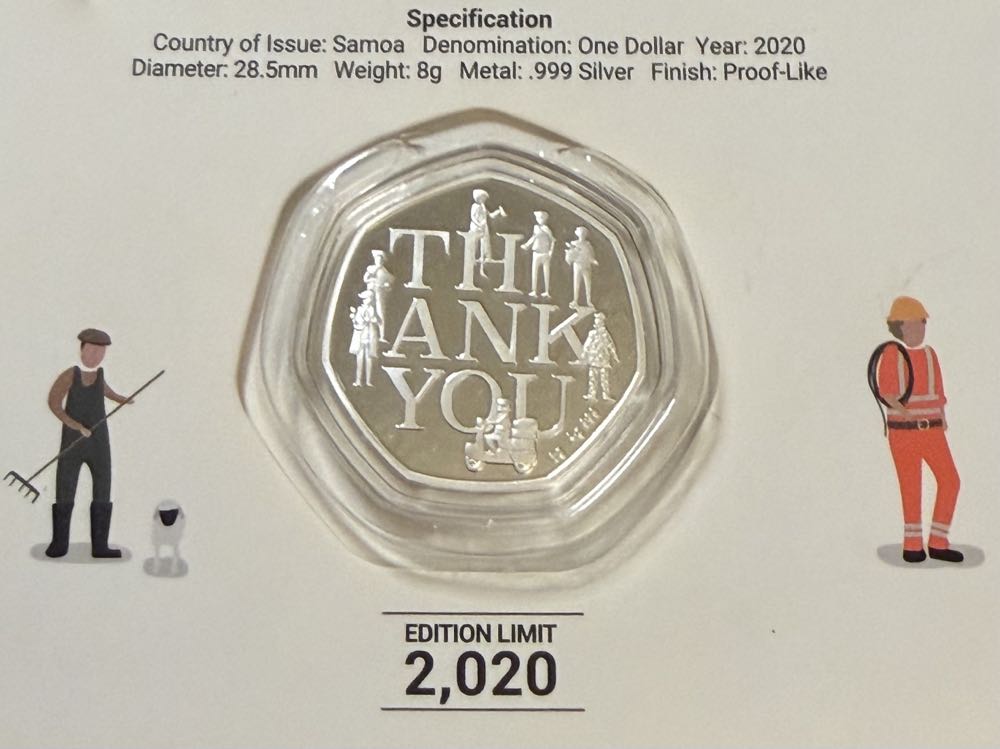 Specification
Country of Issue: Samoa Denomination: One Dollar Year: 2020
Diameter: 28.5mm Weight: 8g Metal: .999 Silver Finish: Proof-Like
TH
ANK
YOU
EDITION LIMIT
2,020